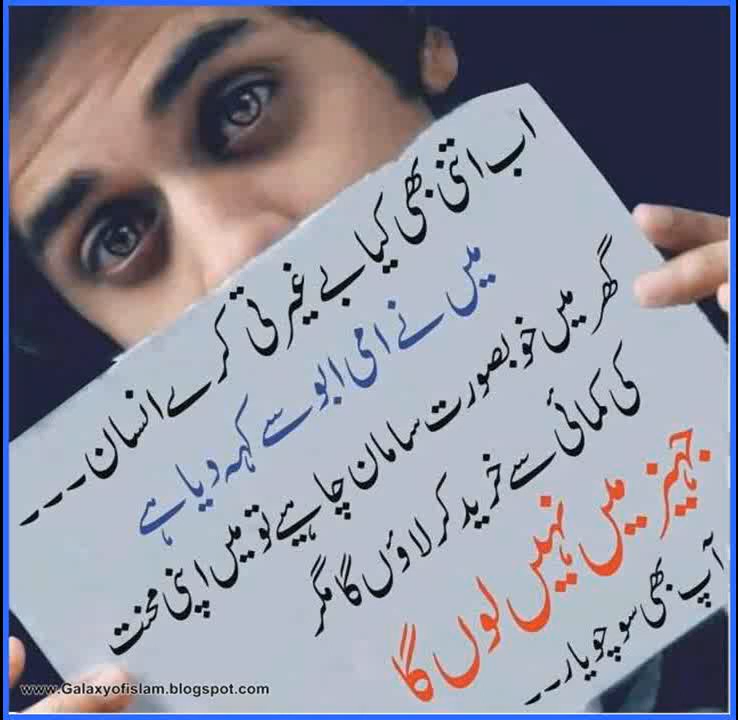 اب اتنی بھی کیا بے غیرتی کرے انسان۔۔۔
میں نے امی ابو سے کہہ دیا ہے
گھر میں خوبصورت سامان چاہیے تو میں اپنی محنت
کی کمائی سے خرید کر لاؤں گا مگر
جہیز میں نہیں لوں گا
آپ بھی سوچو یار۔۔
www.Galaxyofislam.blogspot.com